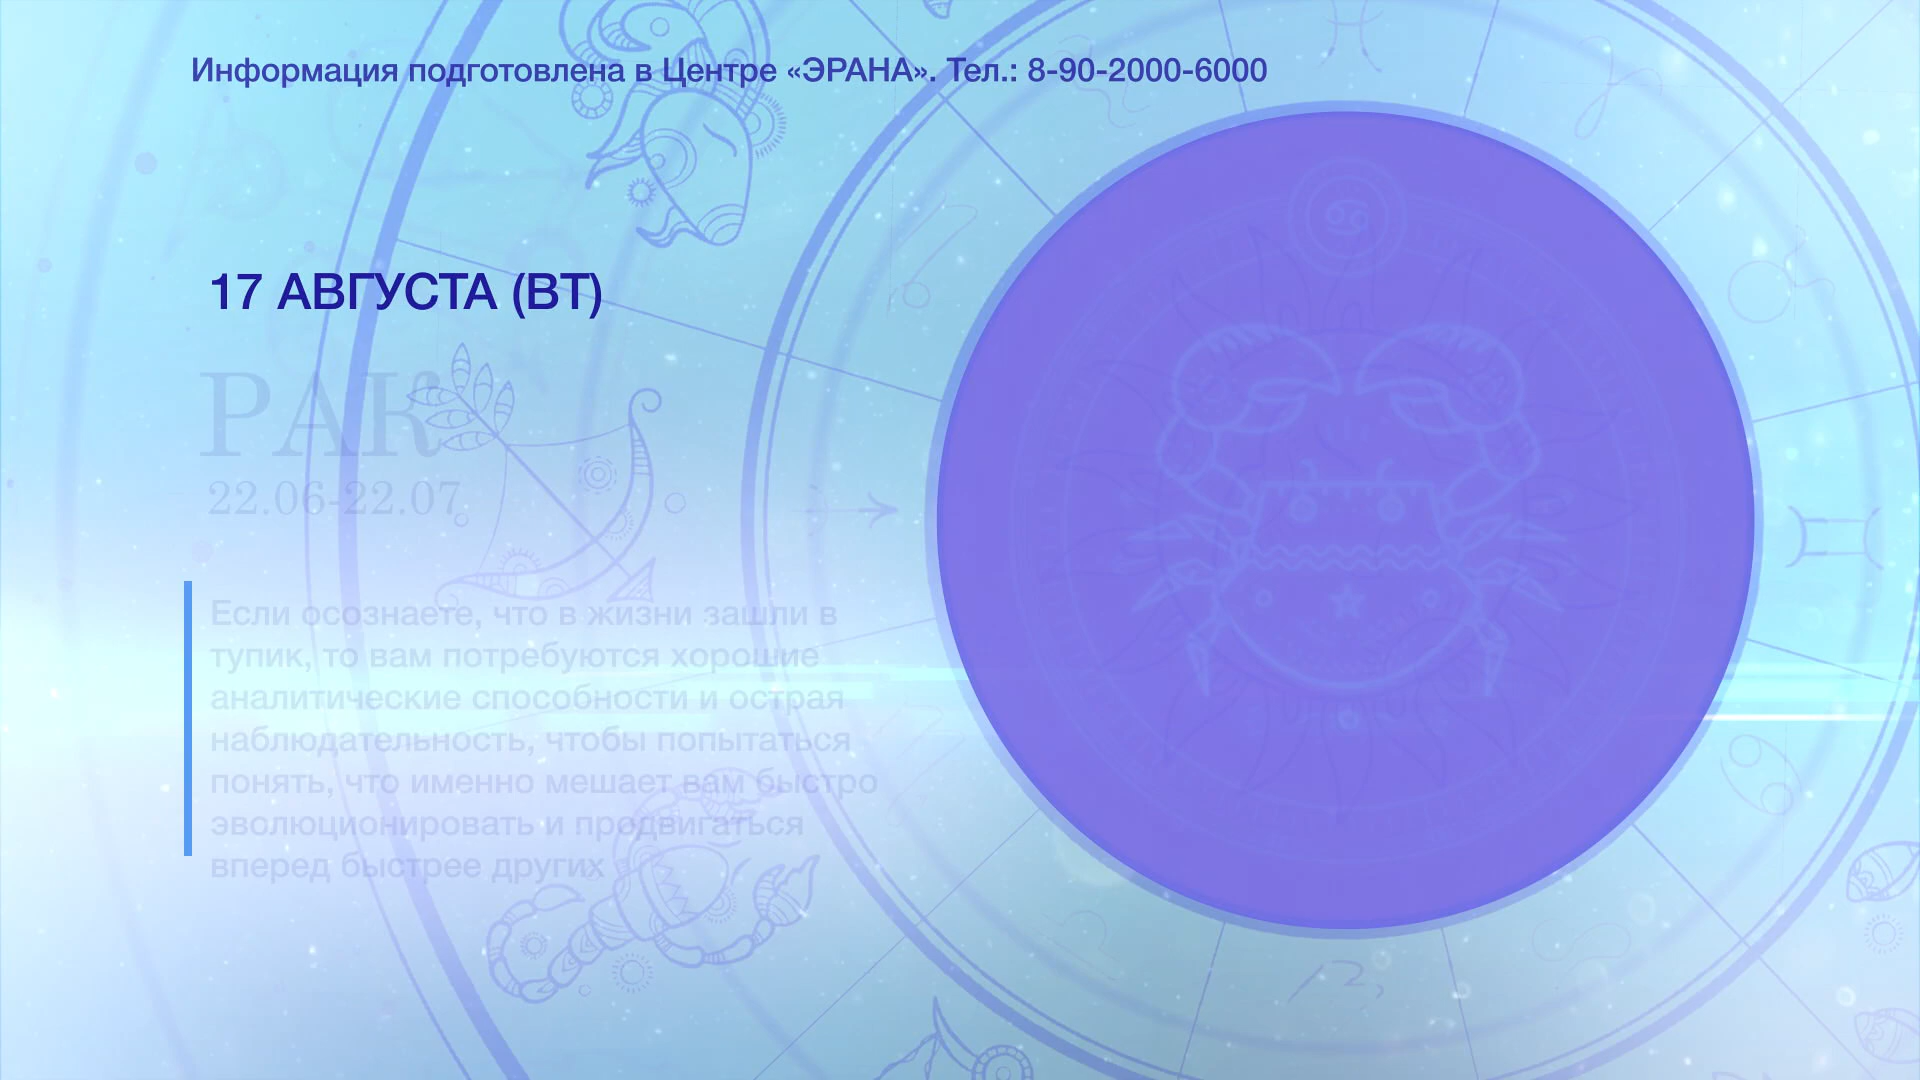 Информация подготовлена в Центре «ЭРАНА». Тел.: 8-90-2000-6000
17 АВГУСТА (ВТ)
РАК
22.06-22.07
Если осознаете, что в жизни зашли в
тупик, то вам потребуются хорошие
аналитические способности и острая
наблюдательность, чтобы попытаться
понять, что именно мешает вам быстро
эволюционировать и продвигаться
вперед быстрее других